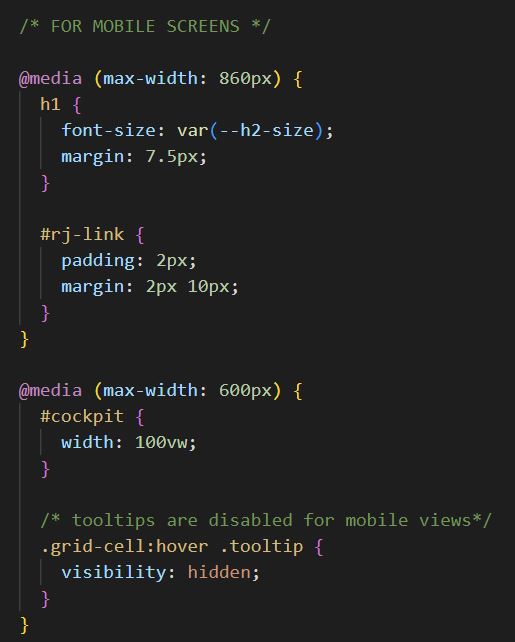 /* FOR MOBILE SCREENS */

@media (max-width: 860px) {
  h1 {
    font-size: var(--h2-size);
    margin: 7.5px;
  }

  #rj-link {
    padding: 2px;
    margin: 2px 10px;
  }
}

@media (max-width: 600px) {
  #cockpit {
    width: 100vw;
  }

  /* tooltips are disabled for mobile views*/
  .grid-cell:hover .tooltip {
    visibility: hidden;
  }
}